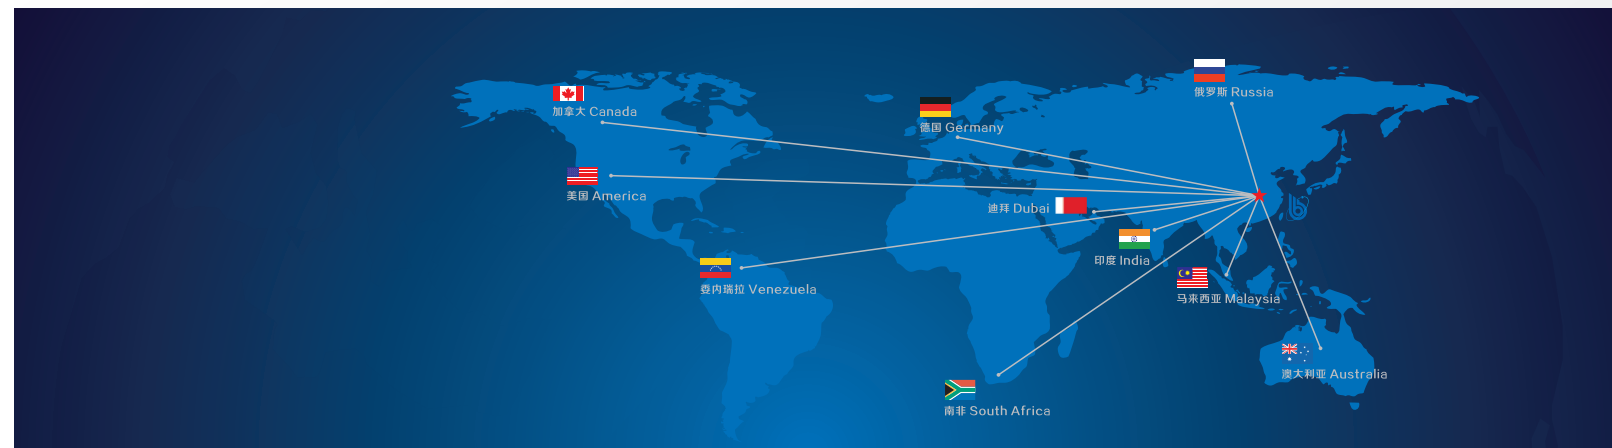 俄罗斯 Russia
加拿大 Canada
德国 Germany
美国 America
迪拜 Dubai
印度 India
委内瑞拉 Venezuela
马来西亚 Malaysia
澳大利亚 Australia
南非 South Africa